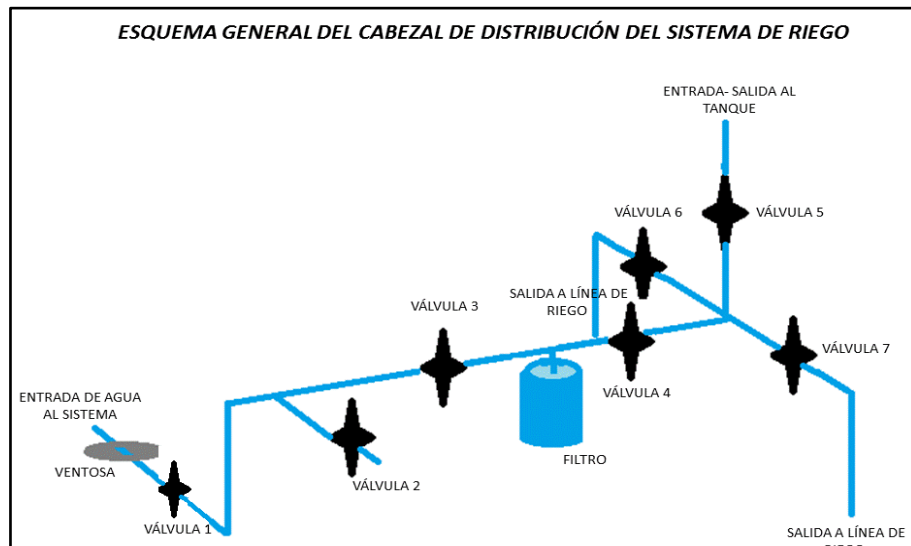 ESQUEMA GENERAL DEL CABEZAL DE DISTRIBUCIÓN DEL SISTEMA DE RIEGO
ENTRADA- SALIDA AL
TANQUE
VÁLVULA 6
VÁLVULA 5
SALIDA A LÍNEA DE
RIEGO
VÁLVULA 3
VÁLVULA 7
VÁLVULA 4
ENTRADA DE AGUA
AL SISTEMA
VENTOSA
FILTRO
VÁLVULA 2
VÁLVULA 1
SALIDA A LÍNEA DE
RIEGO